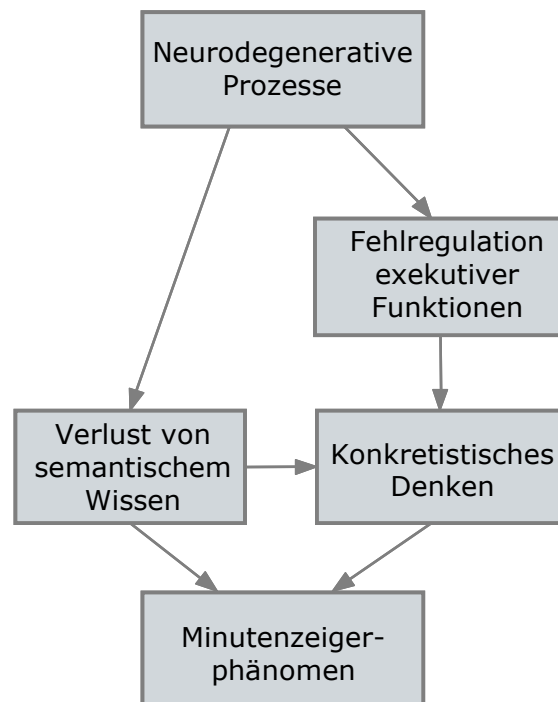 Neurodegenerative
Prozesse
Fehlregulation
exekutiver
Funktionen
Verlust von
semantischem
Wissen
Konkretistisches
Denken
Minutenzeiger-
phänomen